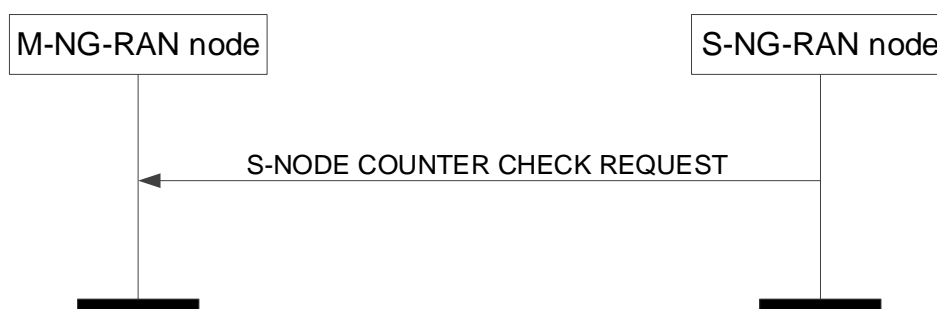 M-NG-RAN node
S-NG-RAN node
S-NODE COUNTER CHECK REQUEST